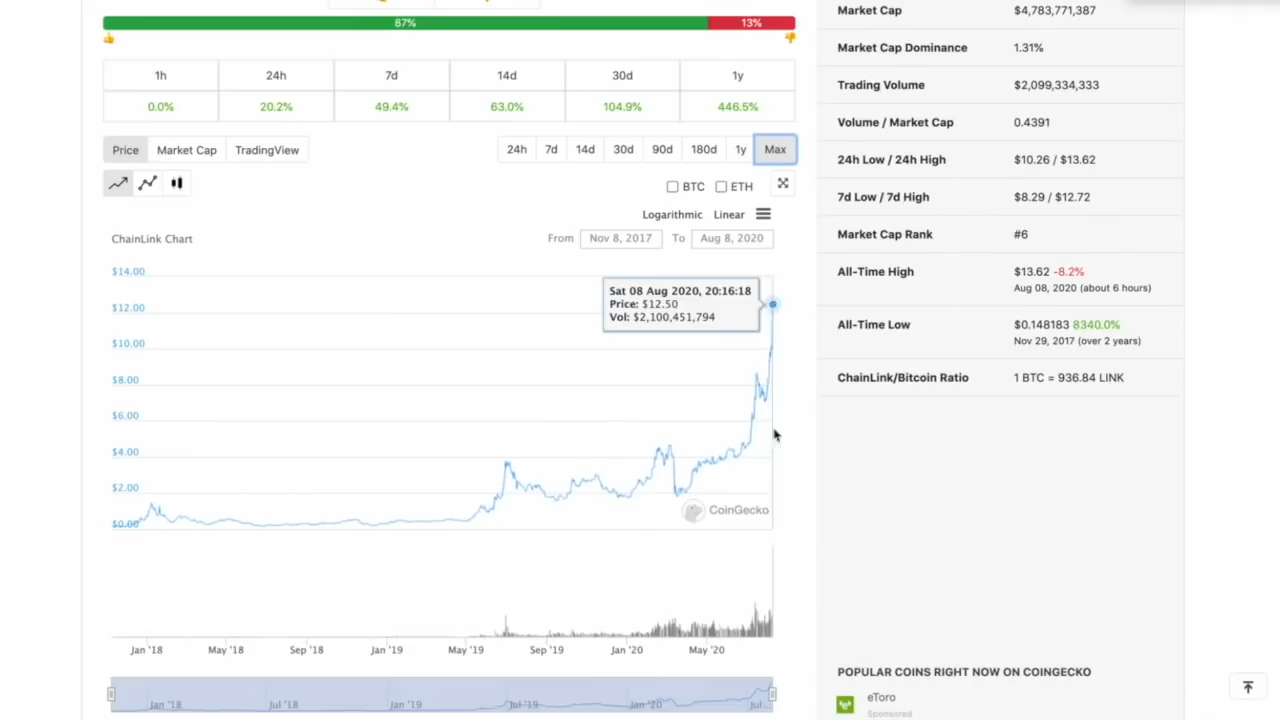 87%
13%
1h 24h 7d 14d 30d 1y
0.0% 20.2% 49.4% 63.0% 104.9% 446.5%
Price Market Cap TradingView
24h 7d 14d 30d 90d 180d 1y Max
BTC ETH
Logarithmic Linear
ChainLink Chart
From Nov 8, 2017 To Aug 8, 2020
$14.00
$12.00
$10.00
$8.00
$6.00
$4.00
$2.00
$0.00
Sat 08 Aug 2020, 20:16:18
Price: $12.50
Vol: $2,100,451,794
CoinGecko
Jan '18 May '18 Sep '18 Jan '19 May '19 Sep '19 Jan '20 May '20
Jan '18 Jul '18 Jan '19 Jul '19 Jan '20 Jul ...
Market Cap $4,783,771,387
Market Cap Dominance 1.31%
Trading Volume $2,099,334,333
Volume / Market Cap 0.4391
24h Low / 24h High $10.26 / $13.62
7d Low / 7d High $8.29 / $12.72
Market Cap Rank #6
All-Time High $13.62 -8.2%
Aug 08, 2020 (about 6 hours)
All-Time Low $0.148183 8340.0%
Nov 29, 2017 (over 2 years)
ChainLink/Bitcoin Ratio 1 BTC = 936.84 LINK
POPULAR COINS RIGHT NOW ON COINGECKO
eToro
Sponsored